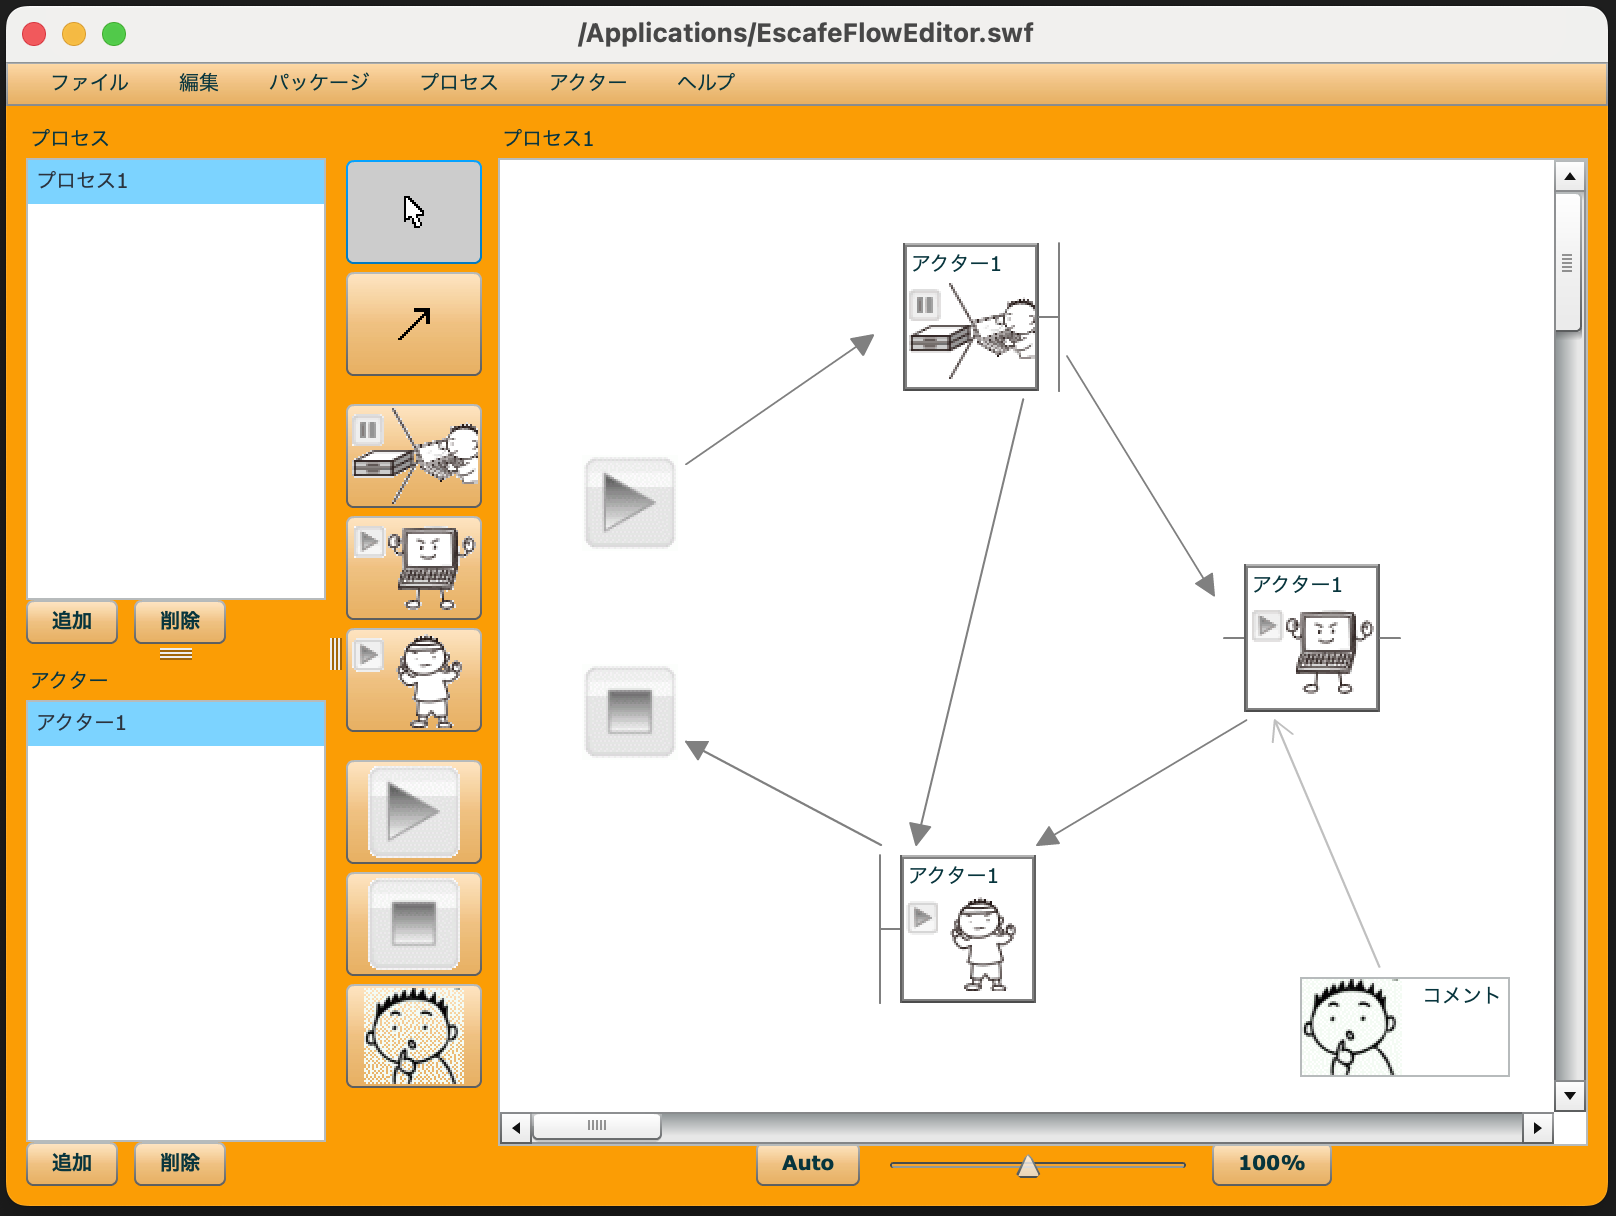 /Applications/EscafeFlowEditor.swf
ファイル 編集 パッケージ プロセス アクター ヘルプ
プロセス
プロセス1
追加 削除
アクター
アクター1
追加 削除
プロセス1
アクター1
アクター1
アクター1
コメント
Auto 100%